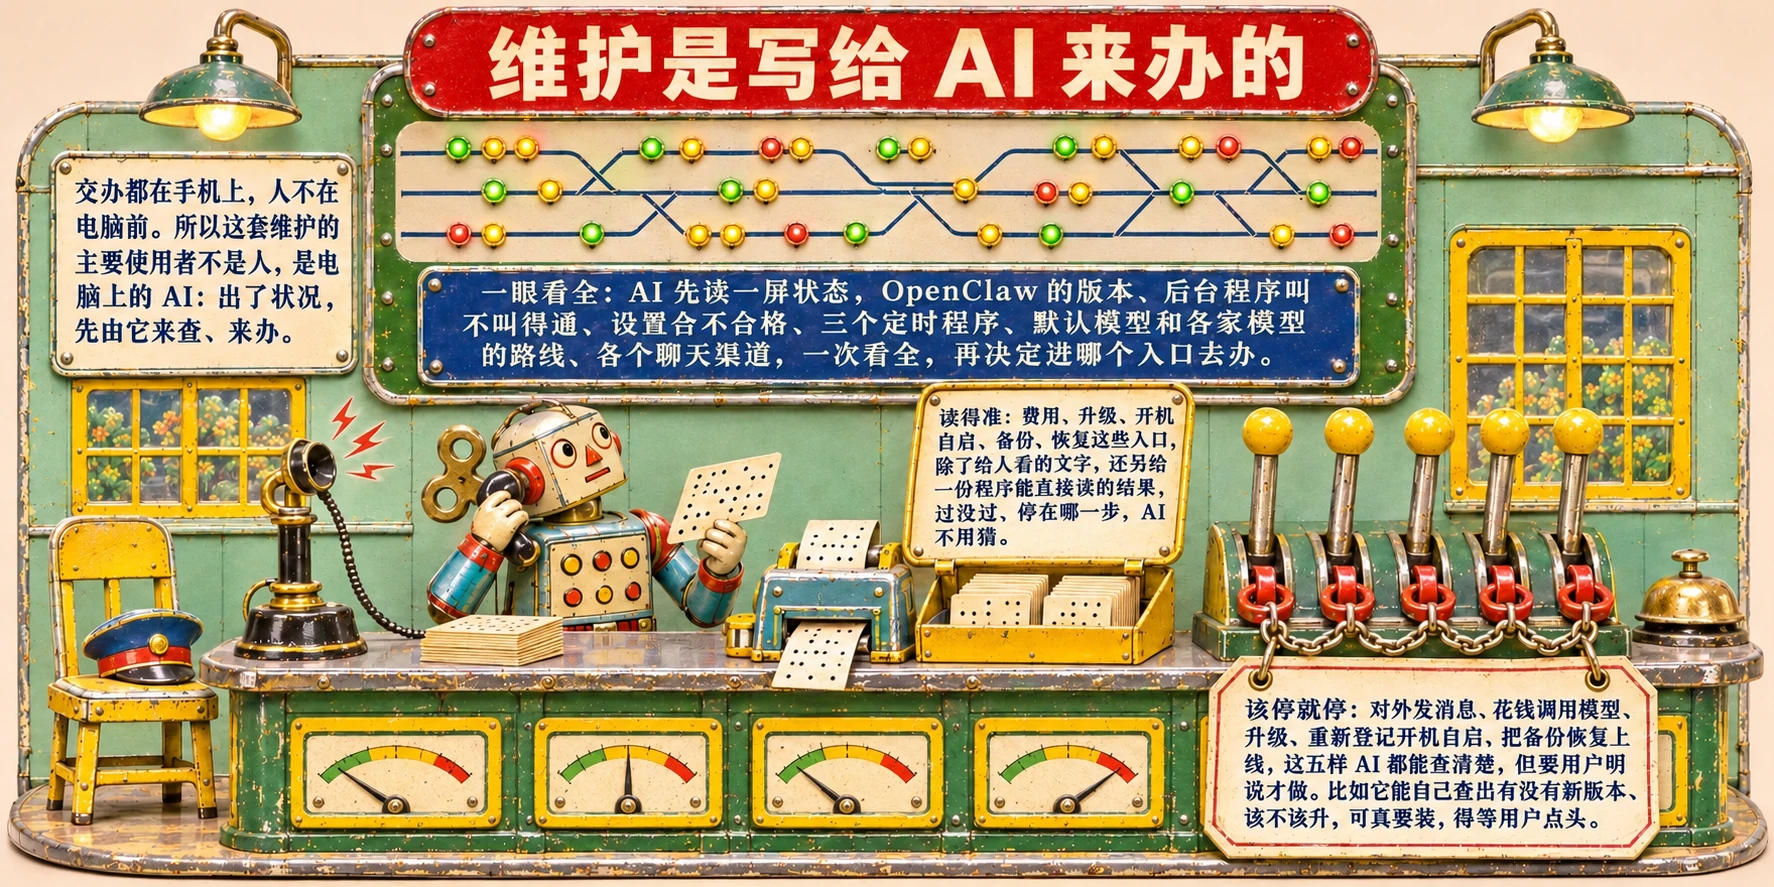 维护是写给 AI 来办的
交办都在手机上，人不在
电脑前。所以这套维护的
主要使用者不是人，是电
脑上的 AI：出了状况，
先由它来查、来办。
一眼看全：AI 先读一屏状态，OpenClaw 的版本、后台程序叫
不叫得通、设置合不合格、三个定时程序、默认模型和各家模型
的路线、各个聊天渠道，一次看全，再决定进哪个入口去办。
读得准：费用、升级、开机
自启、备份、恢复这些入口，
除了给人看的文字，还另给
一份程序能直接读的结果，
过没过、停在哪一步，AI
不用猜。
该停就停：对外发消息、花钱调用模型、
升级、重新登记开机自启、把备份恢复上
线，这五样 AI 都能查清楚，但要用户明
说才做。比如它能自己查出有没有新版本、
该不该升，可真要装，得等用户点头。